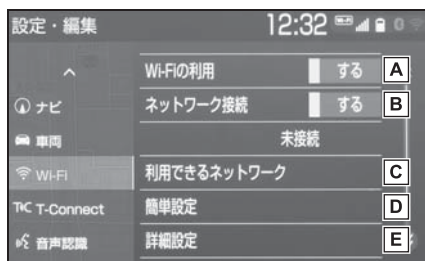 設定・編集 12:32 Wi-Fi 0
Wi-Fiの利用 する A
ナビ ネットワーク接続 する B
車両 未接続
Wi-Fi 利用できるネットワーク C
T-Connect 簡単設定 D
音声認識 詳細設定 E